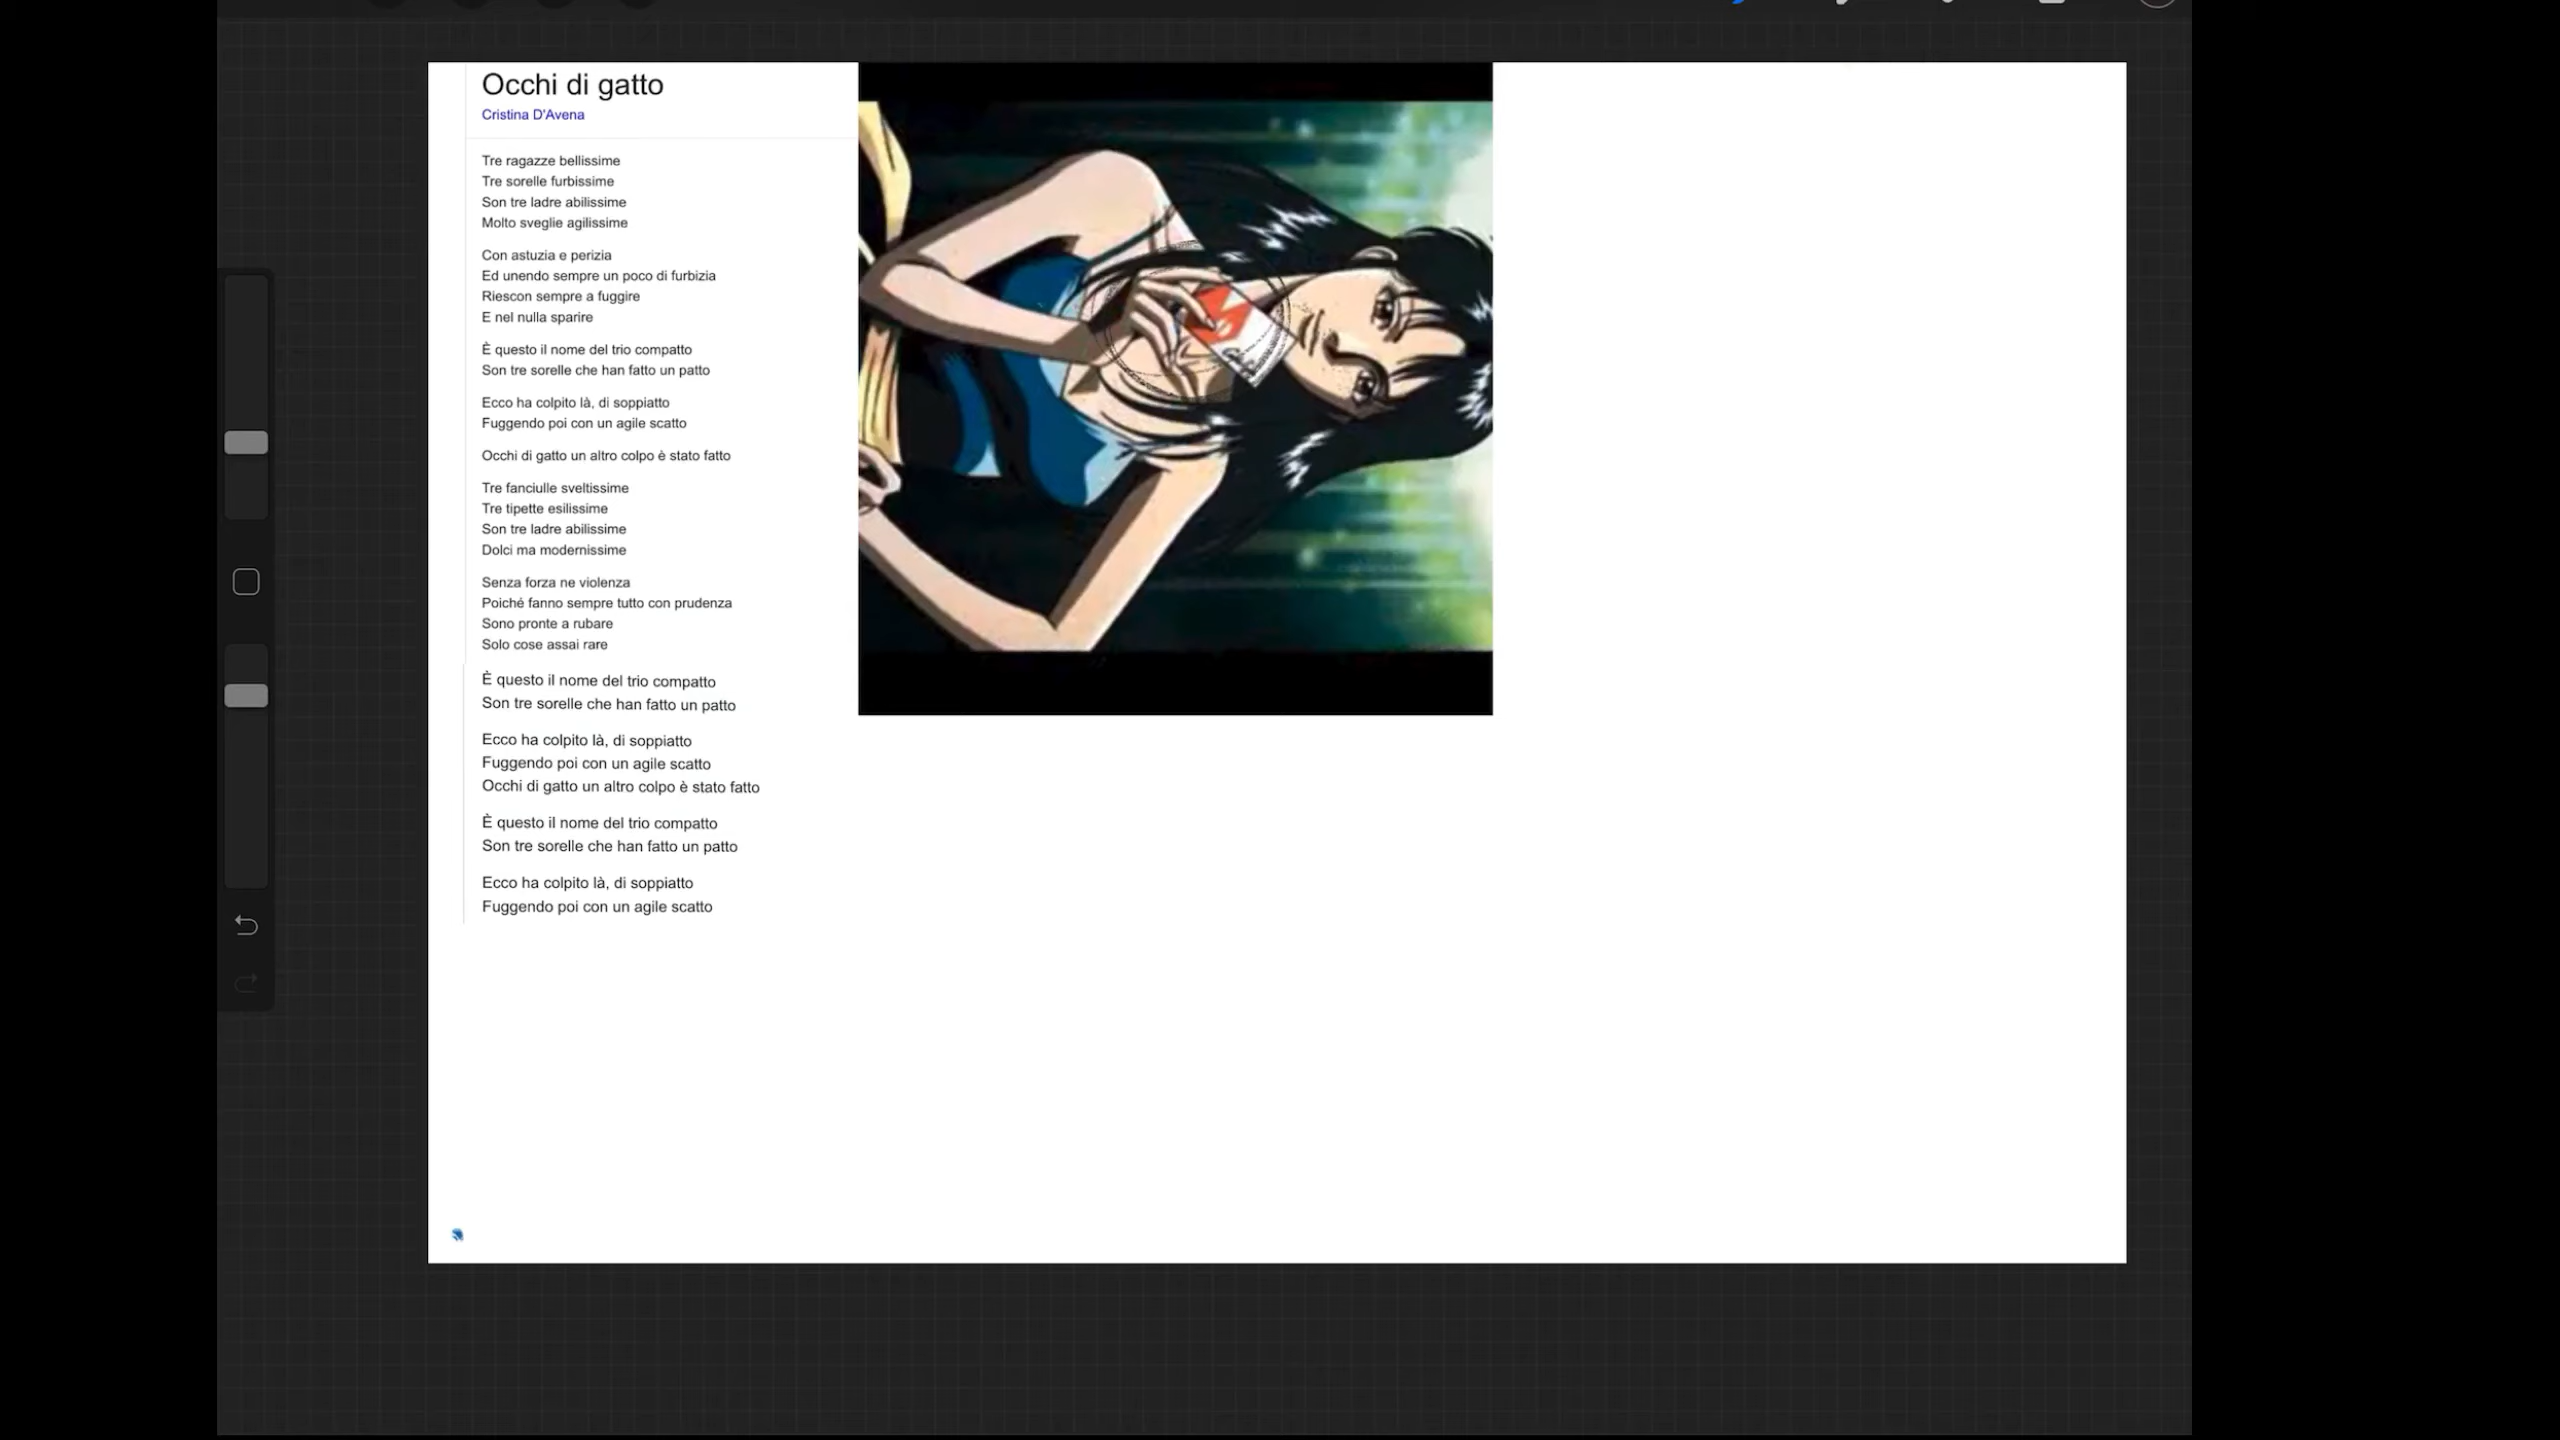 Occhi di gatto
Cristina D'Avena
Tre ragazze bellissime
Tre sorelle furbissime
Son tre ladre abilissime
Molto sveglie agilissime
Con astuzia e perizia
Ed unendo sempre un poco di furbizia
Riescon sempre a fuggire
E nel nulla sparire
È questo il nome del trio compatto
Son tre sorelle che han fatto un patto
Ecco ha colpito là, di soppiatto
Fuggendo poi con un agile scatto
Occhi di gatto un altro colpo è stato fatto
Tre fanciulle sveltissime
Tre tipette esilissime
Son tre ladre abilissime
Dolci ma modernissime
Senza forza ne violenza
Poiché fanno sempre tutto con prudenza
Sono pronte a rubare
Solo cose assai rare
È questo il nome del trio compatto
Son tre sorelle che han fatto un patto
Ecco ha colpito là, di soppiatto
Fuggendo poi con un agile scatto
Occhi di gatto un altro colpo è stato fatto
È questo il nome del trio compatto
Son tre sorelle che han fatto un patto
Ecco ha colpito là, di soppiatto
Fuggendo poi con un agile scatto